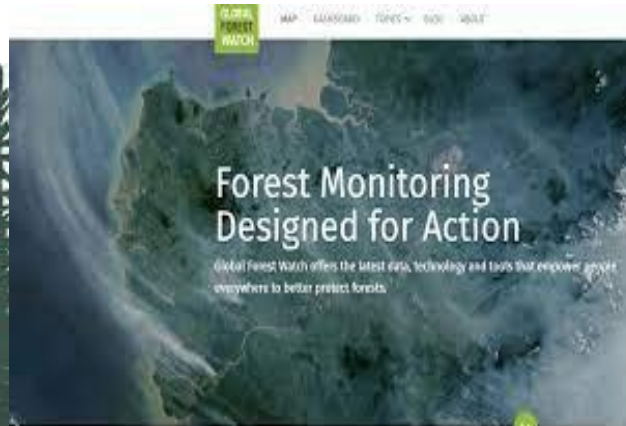 GLOBAL
FOREST
WATCH
MAP DASHBOARD TOPICS BLOG ABOUT
Forest Monitoring
Designed for Action
Global Forest Watch offers the latest data, technology and tools that empower people
everywhere to better protect forests.